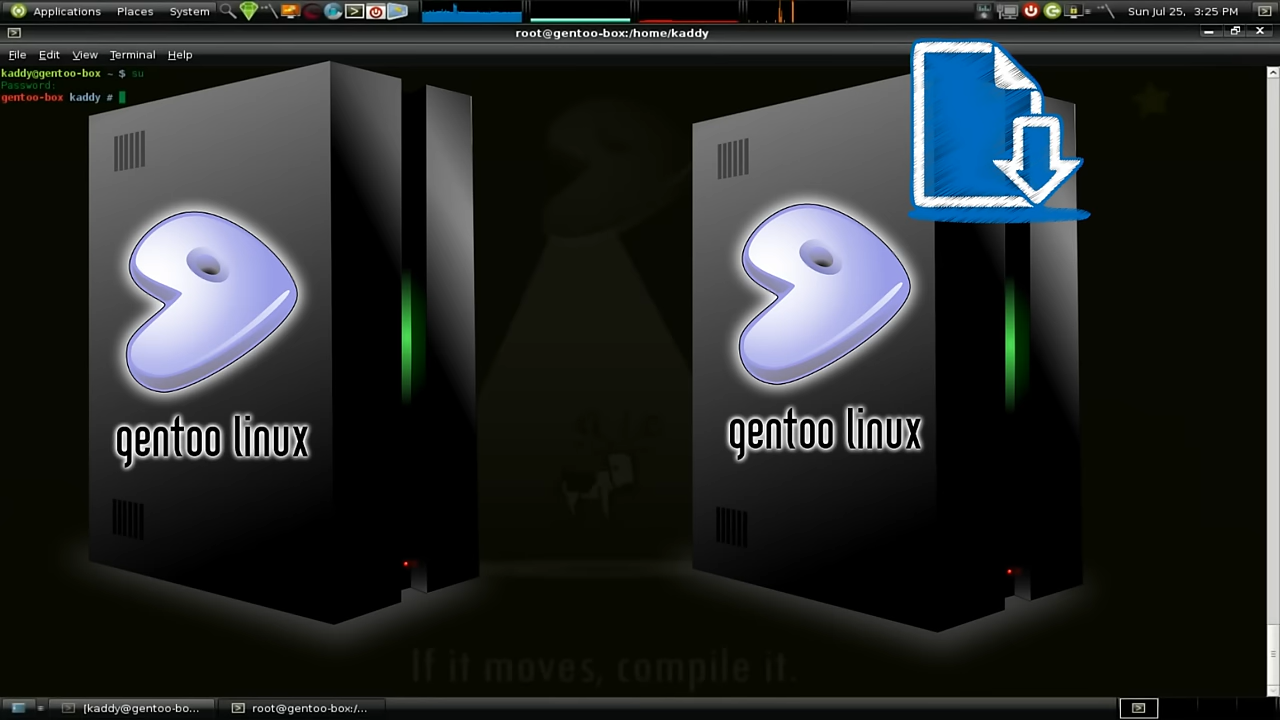 Applications Places System
Sun Jul 25, 3:25 PM
root@gentoo-box:/home/kaddy
File Edit View Terminal Help
kaddy@gentoo-box ~ $ su
Password:
gentoo-box kaddy #
gentoo linux
gentoo linux
If it moves, compile it.
[kaddy@gentoo-bo...
root@gentoo-box:/...